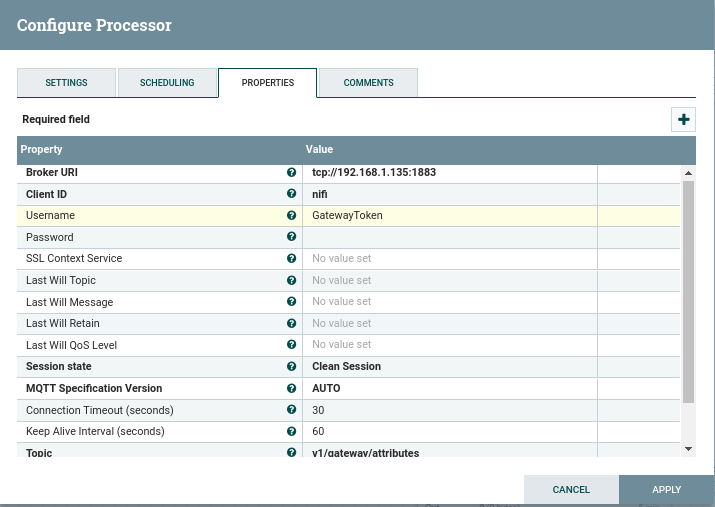 Configure Processor
SETTINGS SCHEDULING PROPERTIES COMMENTS
Required field
Property Value
Broker URI tcp://192.168.1.135:1883
Client ID nifi
Username GatewayToken
Password
SSL Context Service No value set
Last Will Topic No value set
Last Will Message No value set
Last Will Retain No value set
Last Will QoS Level No value set
Session state Clean Session
MQTT Specification Version AUTO
Connection Timeout (seconds) 30
Keep Alive Interval (seconds) 60
Topic v1/gateway/attributes
CANCEL APPLY